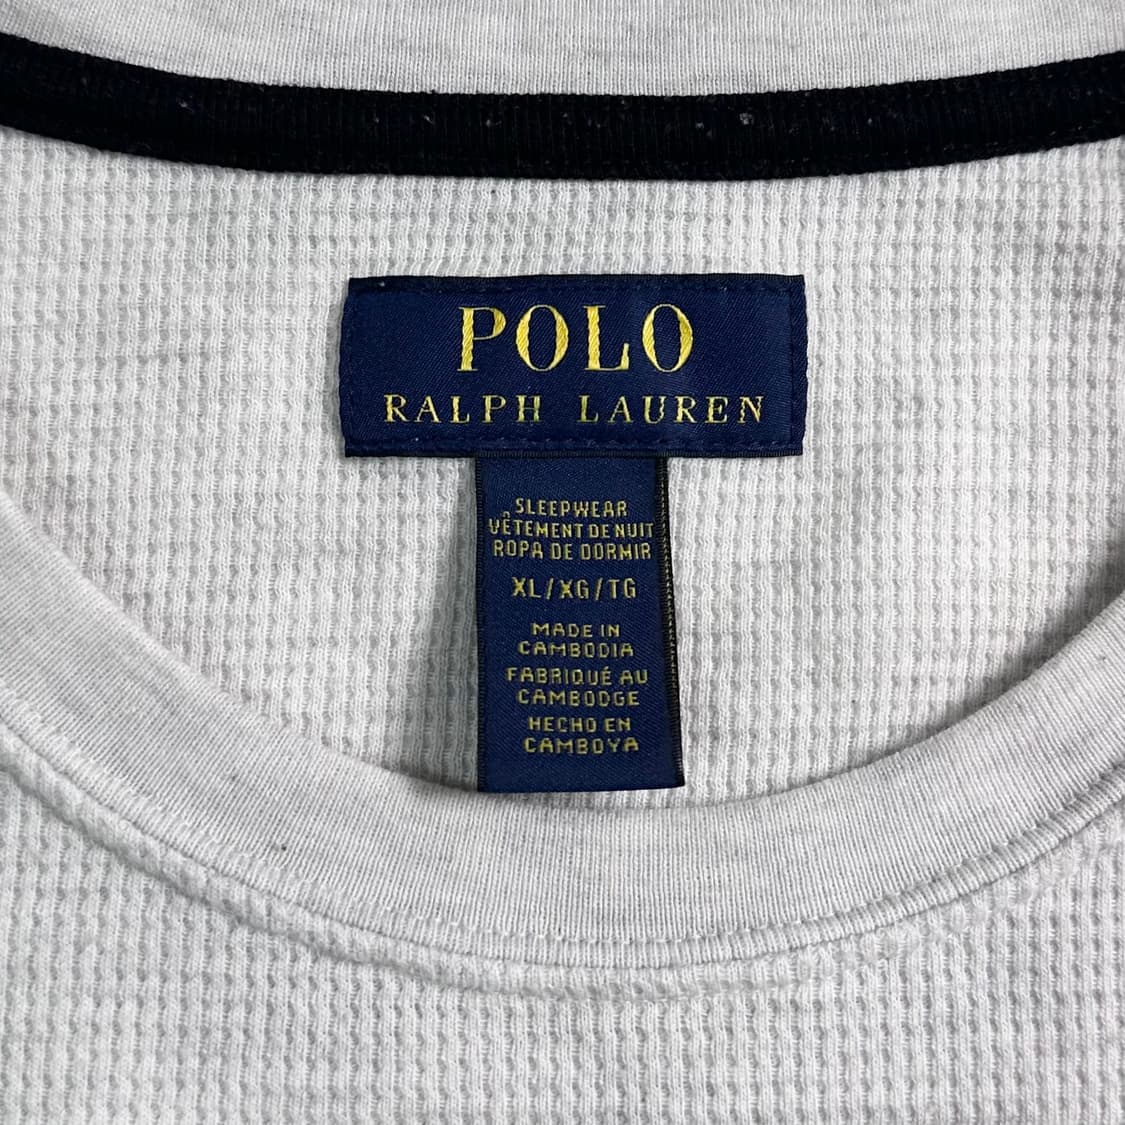 POLO
RALPH LAUREN
SLEEPWEAR
VÊTEMENT DE NUIT
ROPA DE DORMIR
XL/XG/TG
MADE IN
CAMBODIA
FABRIQUÉ AU
CAMBODGE
HECHO EN
CAMBOYA